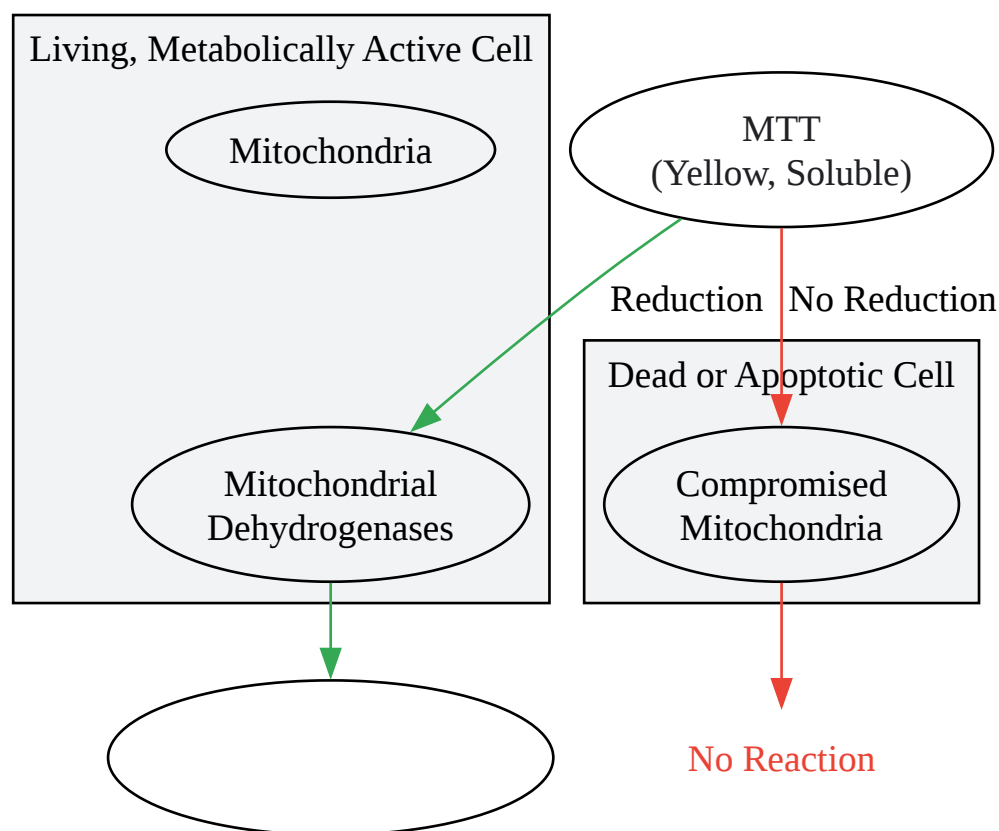 Living, Metabolically Active Cell
Mitochondria
MTT
(Yellow, Soluble)
Reduction
No Reduction
Dead or Apoptotic Cell
Mitochondrial
Dehydrogenases
Compromised
Mitochondria
No Reaction